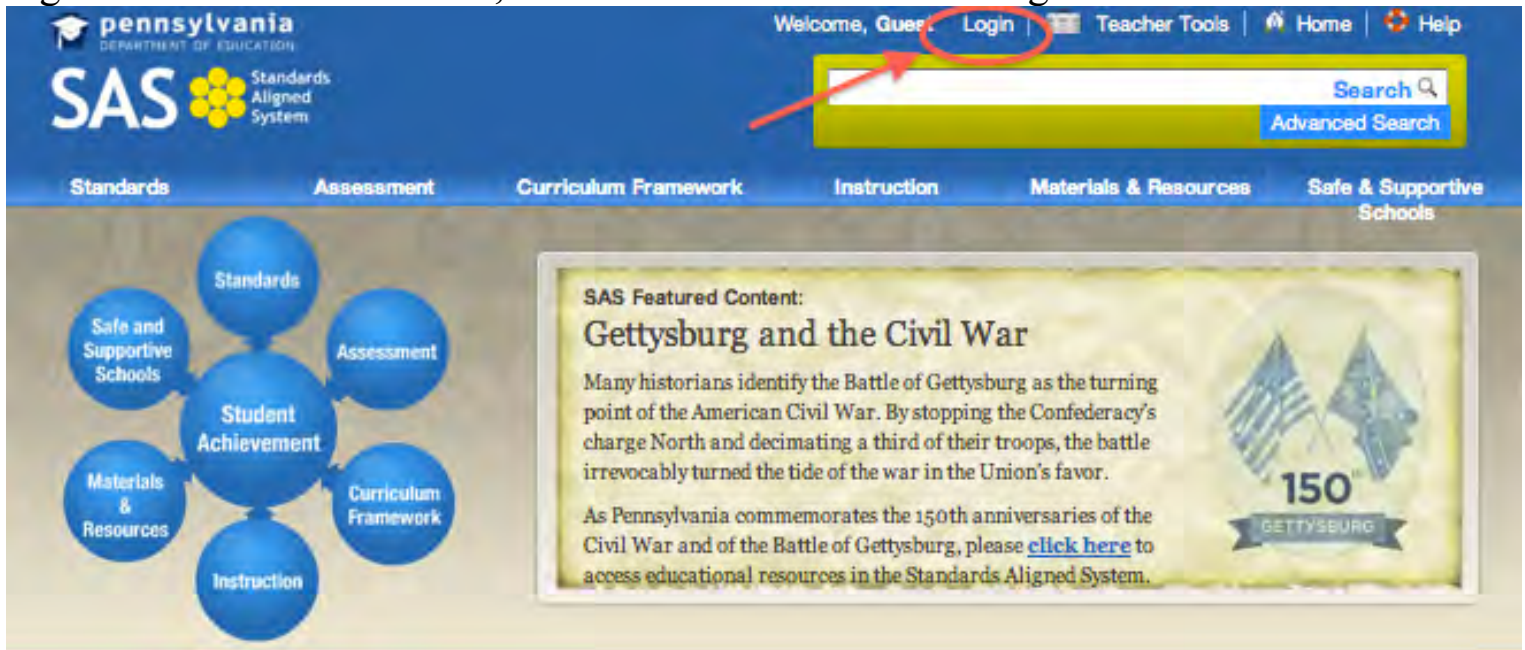 pennsylvania
DEPARTMENT OF EDUCATION
Welcome, Guest Login | Teacher Tools | Home | Help
SAS Standards
Aligned
System
Search
Advanced Search
Standards Assessment Curriculum Framework Instruction Materials & Resources Safe & Supportive
Schools
Standards
Safe and
Supportive
Schools
Assessment
Student
Achievement
Materials
&
Resources
Curriculum
Framework
Instruction
SAS Featured Content:
Gettysburg and the Civil War
Many historians identify the Battle of Gettysburg as the turning
point of the American Civil War. By stopping the Confederacy's
charge North and decimating a third of their troops, the battle
irrevocably turned the tide of the war in the Union's favor.
As Pennsylvania commemorates the 150th anniversaries of the
Civil War and of the Battle of Gettysburg, please click here to
access educational resources in the Standards Aligned System.
150
GETTYSBURG